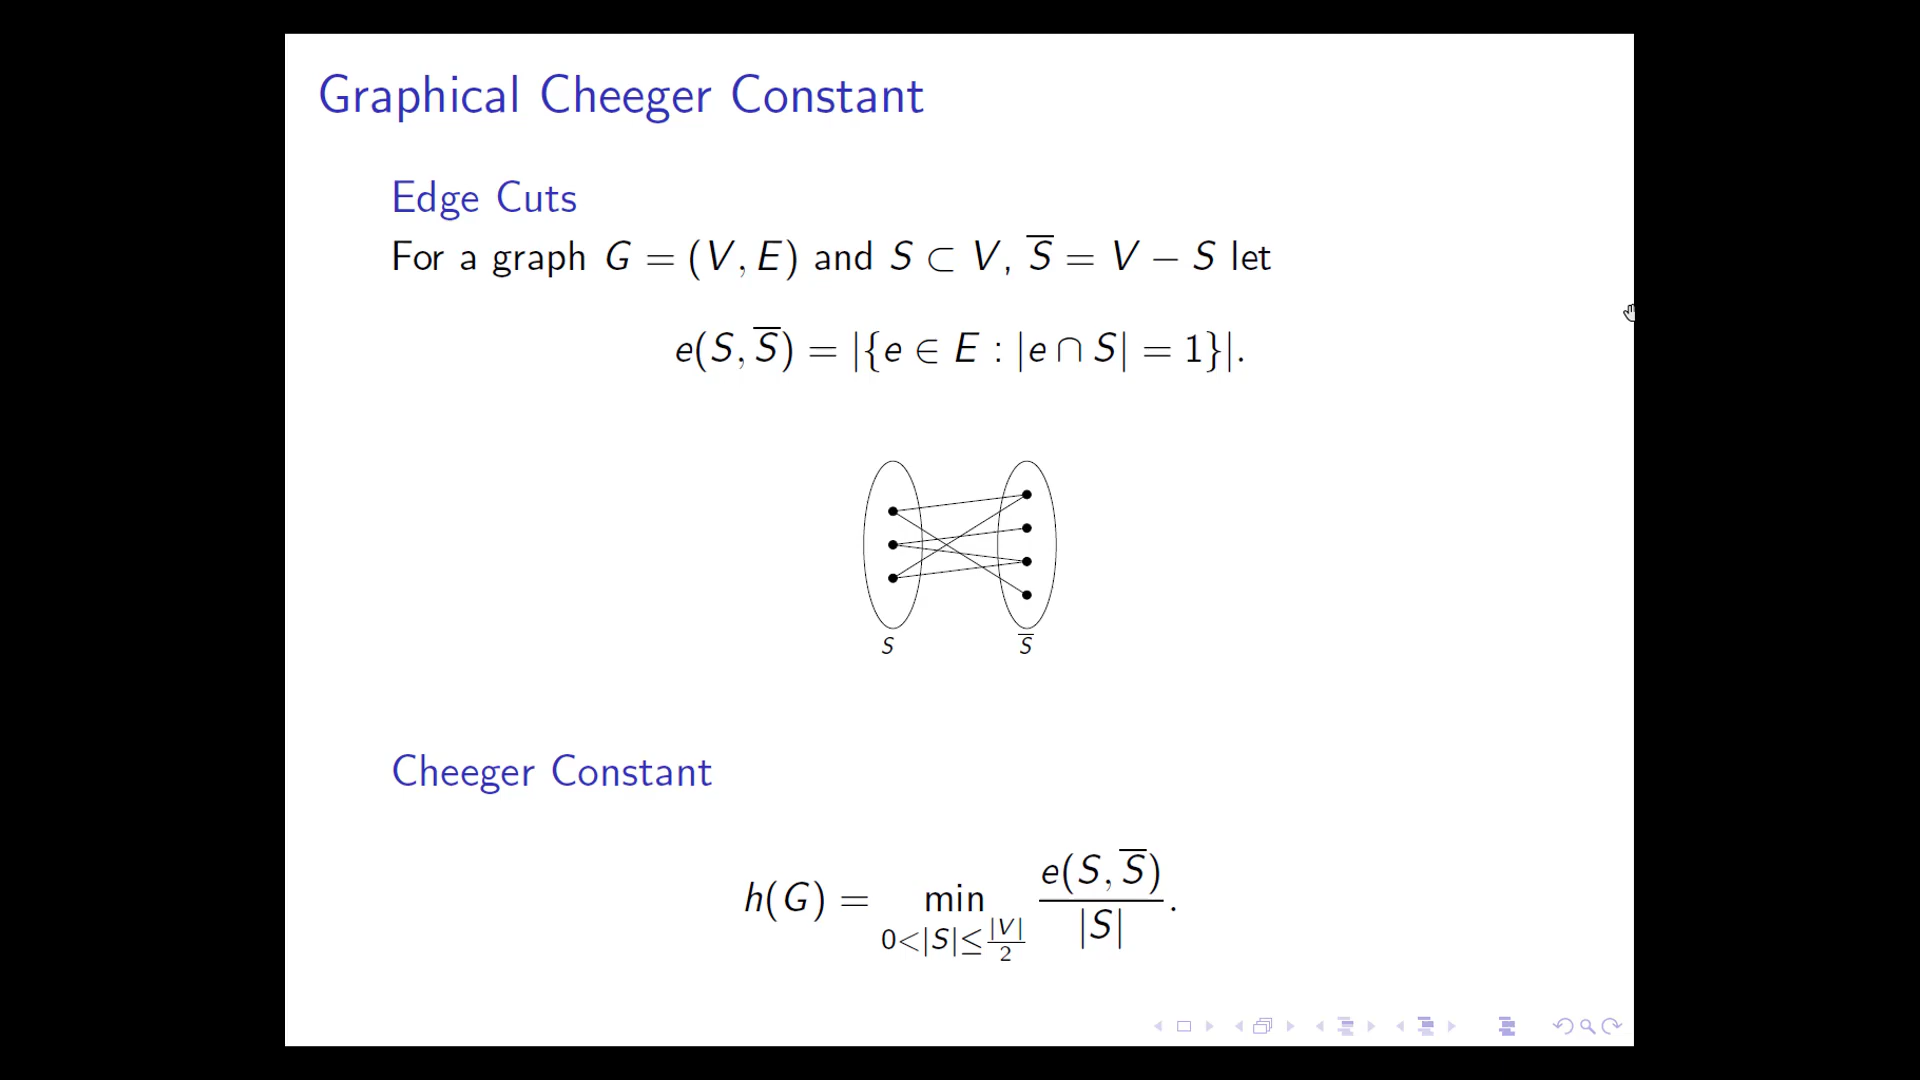 Graphical Cheeger Constant
Edge Cuts
For a graph G = (V, E) and S ⊂ V, S̅ = V − S let
e(S, S̅) = |{e ∈ E : |e ∩ S| = 1}|.
S S̅
Cheeger Constant
h(G) = min_{0<|S|≤|V|/2} e(S, S̅)/|S|.